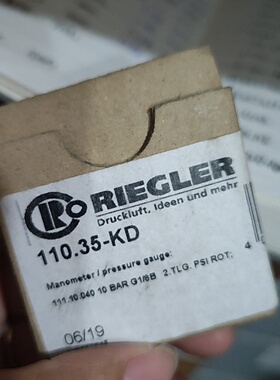 RIEGLER
Druckluft, Ideen und mehr
110.35-KD
Manometer / pressure gauge:
111.10.040 10 BAR G1/8B 2.TLG. PSI ROT;
06/19